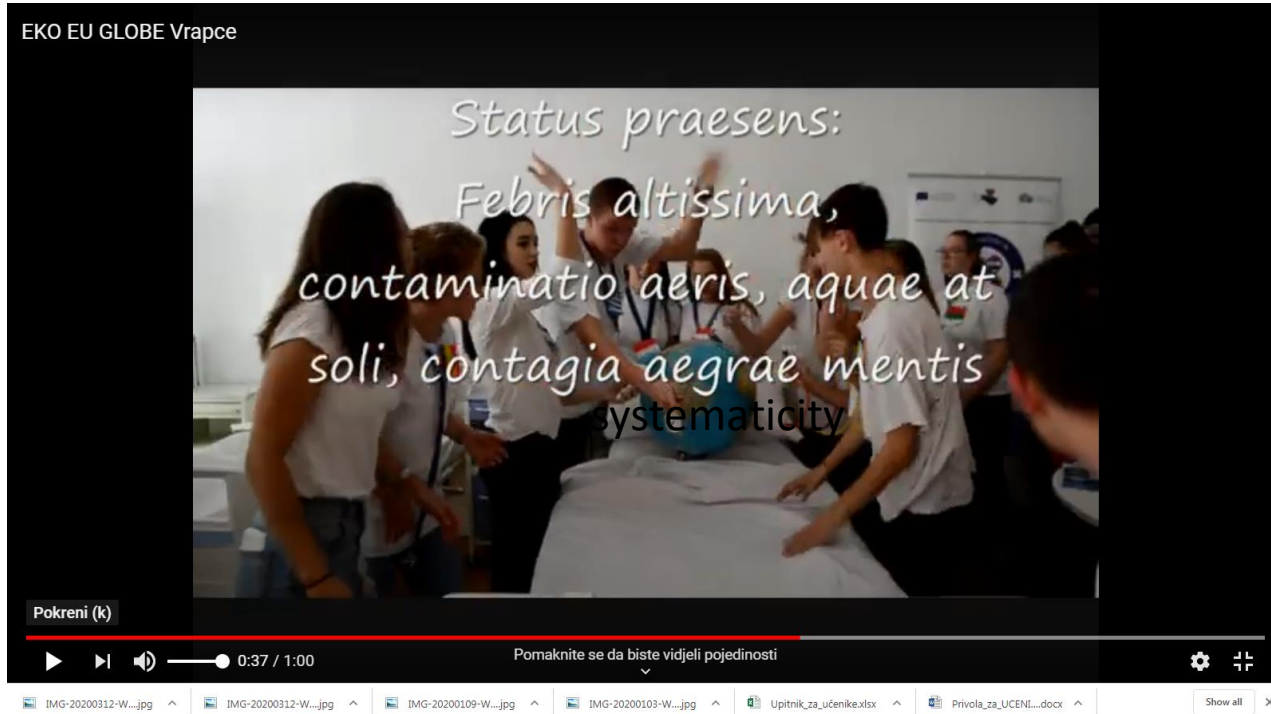 EKO EU GLOBE Vrapce
Status praesens:
Febris altissima,
contaminatio aeris, aquae at
soli, contagia aegrae mentis
systematicity
Pokreni (k)
0:37 / 1:00
Pomaknite se da biste vidjeli pojedinosti
IMG-20200312-W....jpg
IMG-20200312-W....jpg
IMG-20200109-W....jpg
IMG-20200103-W....jpg
Upitnik_za_učenike.xlsx
Privola_za_UCENI....docx
Show all